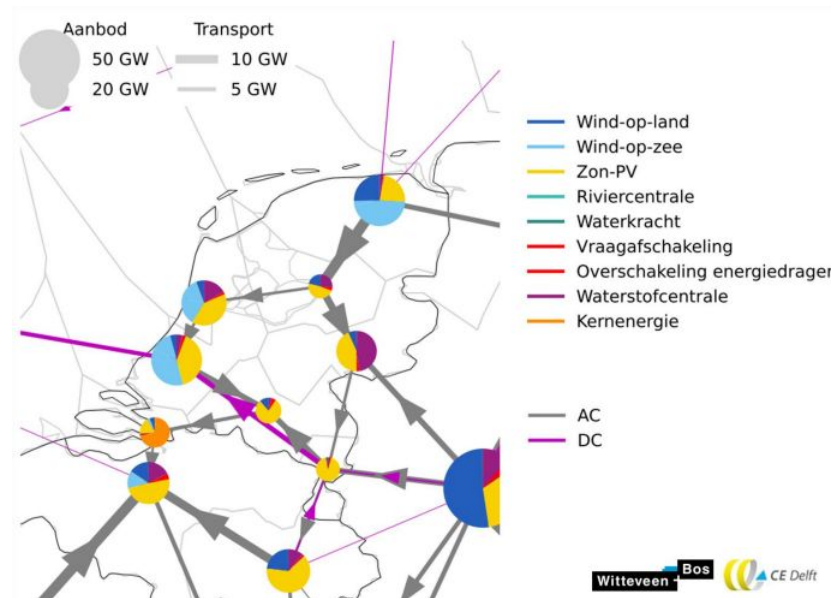 Aanbod
50 GW
20 GW
Transport
10 GW
5 GW
Wind-op-land
Wind-op-zee
Zon-PV
Riviercentrale
Waterkracht
Vraagafschakeling
Overschakeling energiedrager
Waterstofcentrale
Kernenergie
AC
DC
Witteveen + Bos
CE Delft